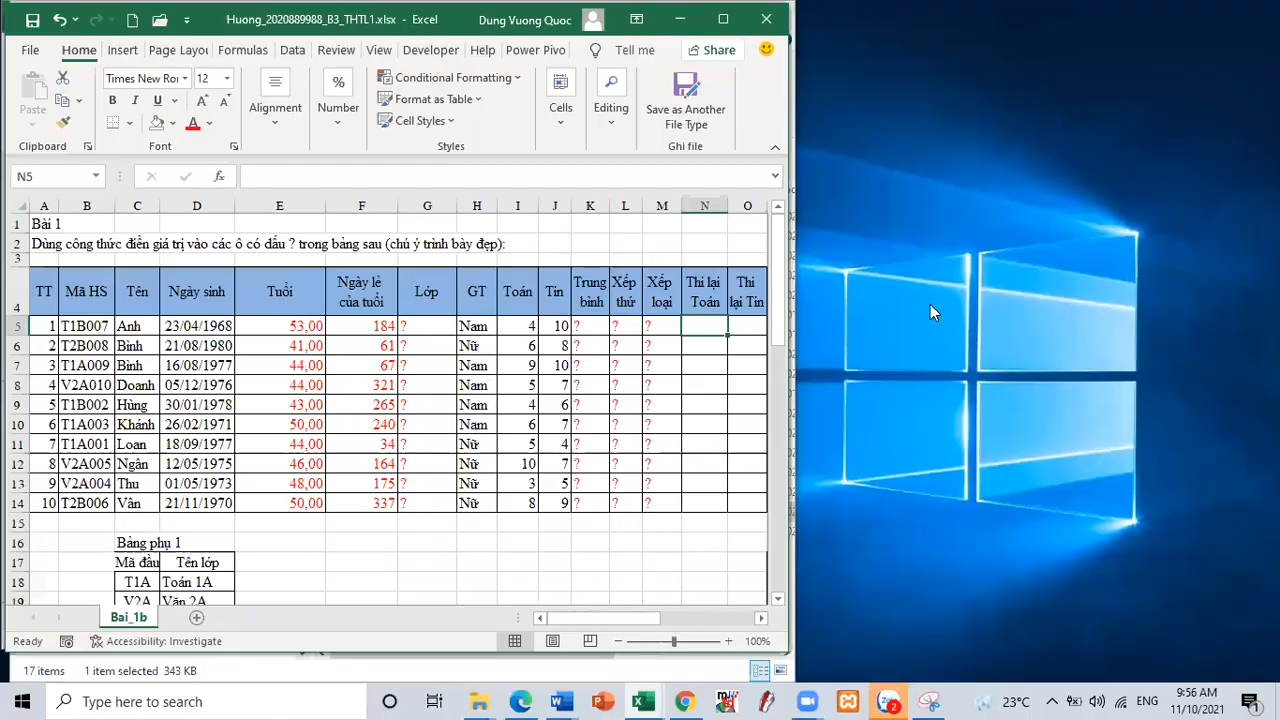 Huong_2020889988_B3_THTL1.xlsx - Excel
Dung Vuong Quoc
File Home Insert Page Layou Formulas Data Review View Developer Help Power Pivo Tell me Share
Paste
Times New Roi 12
B I U A A
A
Alignment
%
Number
Conditional Formatting
Format as Table
Cell Styles
Cells
Editing
Save as Another
File Type
Clipboard Font Styles Ghi file
N5 fx
A B C D E F G H I J K L M N O
1 Bài 1
2 Dùng công thức điền giá trị vào các ô có dấu ? trong bảng sau (chú ý trình bày đẹp):
3
4 TT Mã HS Tên Ngày sinh Tuổi Ngày lẻ của tuổi Lớp GT Toán Tin Trung bình Xếp thứ Xếp loại Thi lại Toán Thi lại Tin
5 1 T1B007 Anh 23/04/1968 53,00 184 ? Nam 4 10 ? ? ?
6 2 T2B008 Bình 21/08/1980 41,00 61 ? Nữ 6 8 ? ? ?
7 3 T1A009 Bình 16/08/1977 44,00 67 ? Nam 9 10 ? ? ?
8 4 V2A010 Doanh 05/12/1976 44,00 321 ? Nam 5 7 ? ? ?
9 5 T1B002 Hùng 30/01/1978 43,00 265 ? Nam 4 6 ? ? ?
10 6 T1A003 Khánh 26/02/1971 50,00 240 ? Nam 6 7 ? ? ?
11 7 T1A001 Loan 18/09/1977 44,00 34 ? Nữ 5 4 ? ? ?
12 8 V2A005 Ngân 12/05/1975 46,00 164 ? Nữ 10 7 ? ? ?
13 9 V2A004 Thu 01/05/1973 48,00 175 ? Nữ 3 5 ? ? ?
14 10 T2B006 Vân 21/11/1970 50,00 337 ? Nữ 8 9 ? ? ?
15
16 Bảng phụ 1
17 Mã đầu Tên lớp
18 T1A Toán 1A
19 V2A Văn 2A
Bai_1b
Ready Accessibility: Investigate 100%
17 items 1 item selected 343 KB
Type here to search
23°C ENG
9:56 AM
11/10/2021
2
1